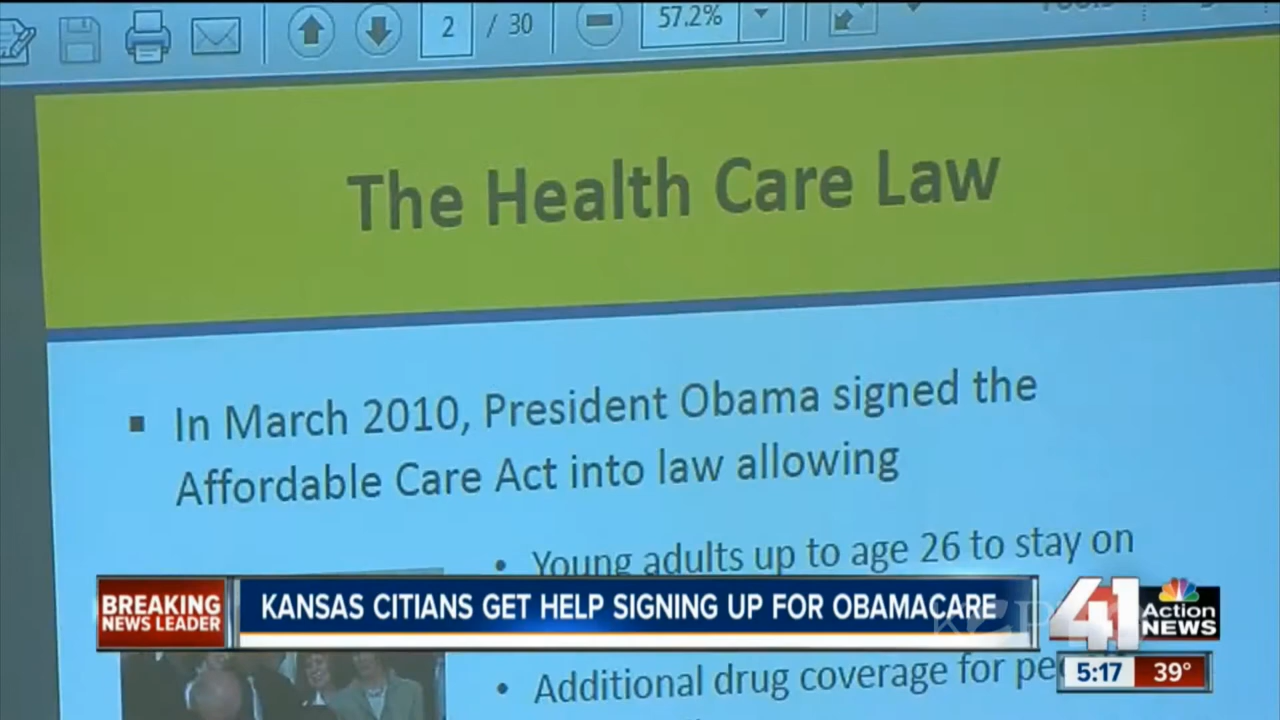 2 / 30
57.2%
The Health Care Law
▪ In March 2010, President Obama signed the
Affordable Care Act into law allowing
• Young adults up to age 26 to stay on
BREAKING
NEWS LEADER
KANSAS CITIANS GET HELP SIGNING UP FOR OBAMACARE
41
Action
NEWS
• Additional drug coverage for
5:17 39°